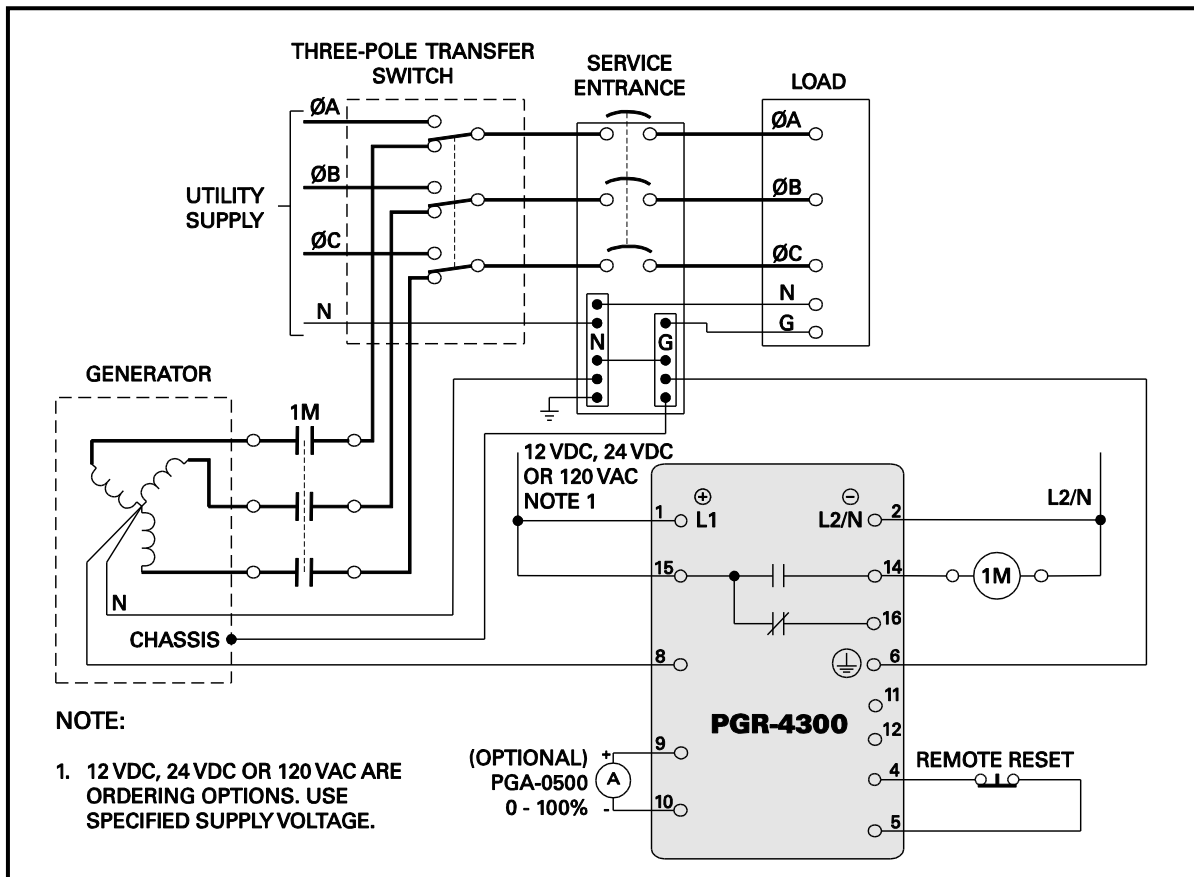 THREE-POLE TRANSFER
SWITCH
SERVICE
ENTRANCE
LOAD
ØA
ØA
ØB
ØB
UTILITY
SUPPLY
ØC
ØC
N
N
G
N
G
GENERATOR
1M
12 VDC, 24 VDC
OR 120 VAC
NOTE 1
L2/N
1
+
L1
-
L2/N
2
15
14
1M
16
N
CHASSIS
8
6
11
PGR-4300
12
NOTE:
1. 12 VDC, 24 VDC OR 120 VAC ARE
ORDERING OPTIONS. USE
SPECIFIED SUPPLY VOLTAGE.
(OPTIONAL)
PGA-0500
0 - 100%
+
A
-
9
10
REMOTE RESET
4
5